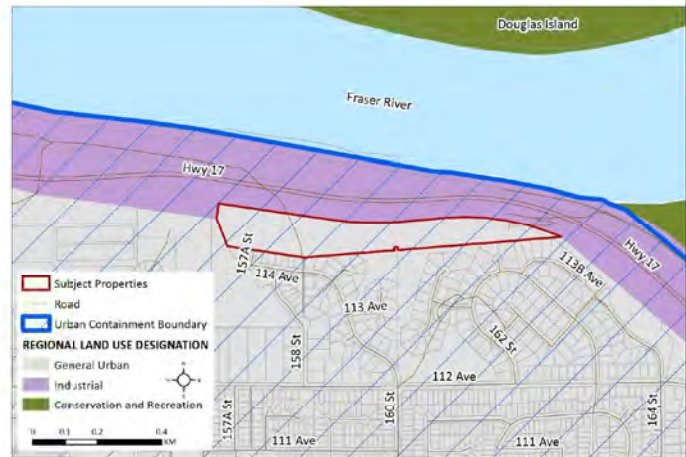 Douglas Island
Fraser River
Hwy 17
Hwy 17
157A St
114 Ave
113B Ave
113 Ave
162 St
158 St
112 Ave
157A St
160 St
164 St
111 Ave
111 Ave
Subject Properties
Road
Urban Containment Boundary
REGIONAL LAND USE DESIGNATION
General Urban
Industrial
Conservation and Recreation
N
0 0.1 0.2 0.4
KM